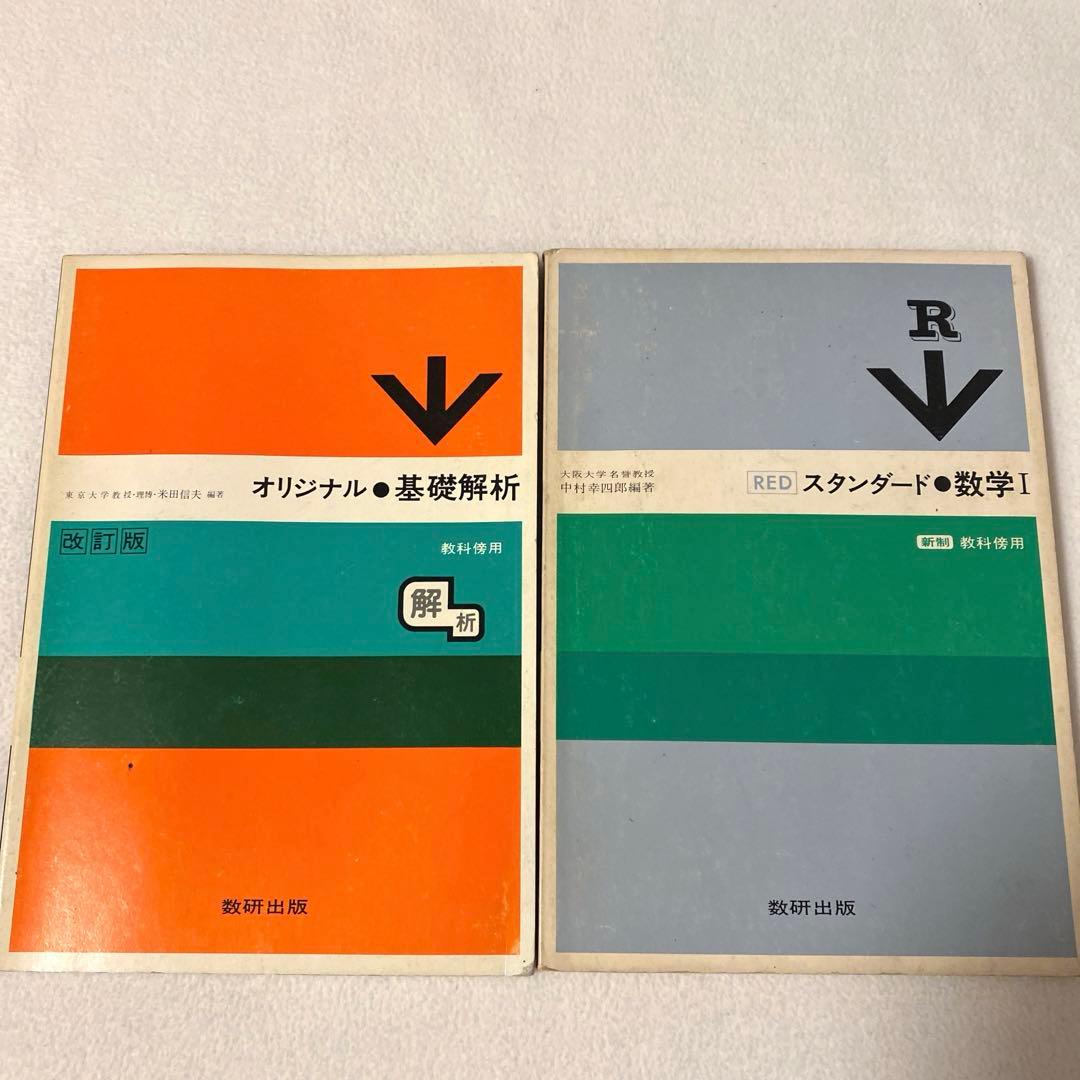 東京大学教授・理博・米田信夫 編著
オリジナル●基礎解析
改訂版
教科傍用
解析
数研出版
R
大阪大学名誉教授
中村幸四郎編著
RED スタンダード●数学I
新制 教科傍用
数研出版